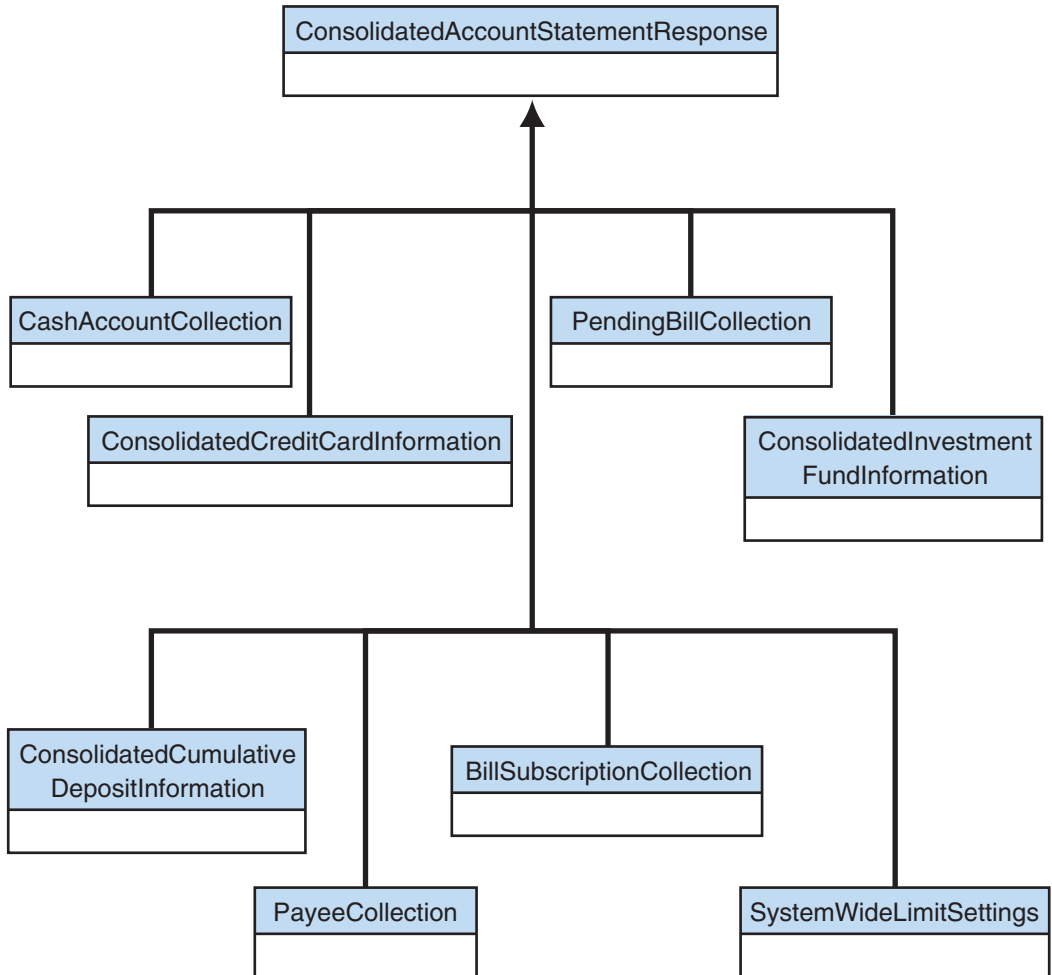 ConsolidatedAccountStatementResponse
CashAccountCollection
PendingBillCollection
ConsolidatedCreditCardInformation
ConsolidatedInvestment
FundInformation
ConsolidatedCumulative
DepositInformation
BillSubscriptionCollection
PayeeCollection
SystemWideLimitSettings